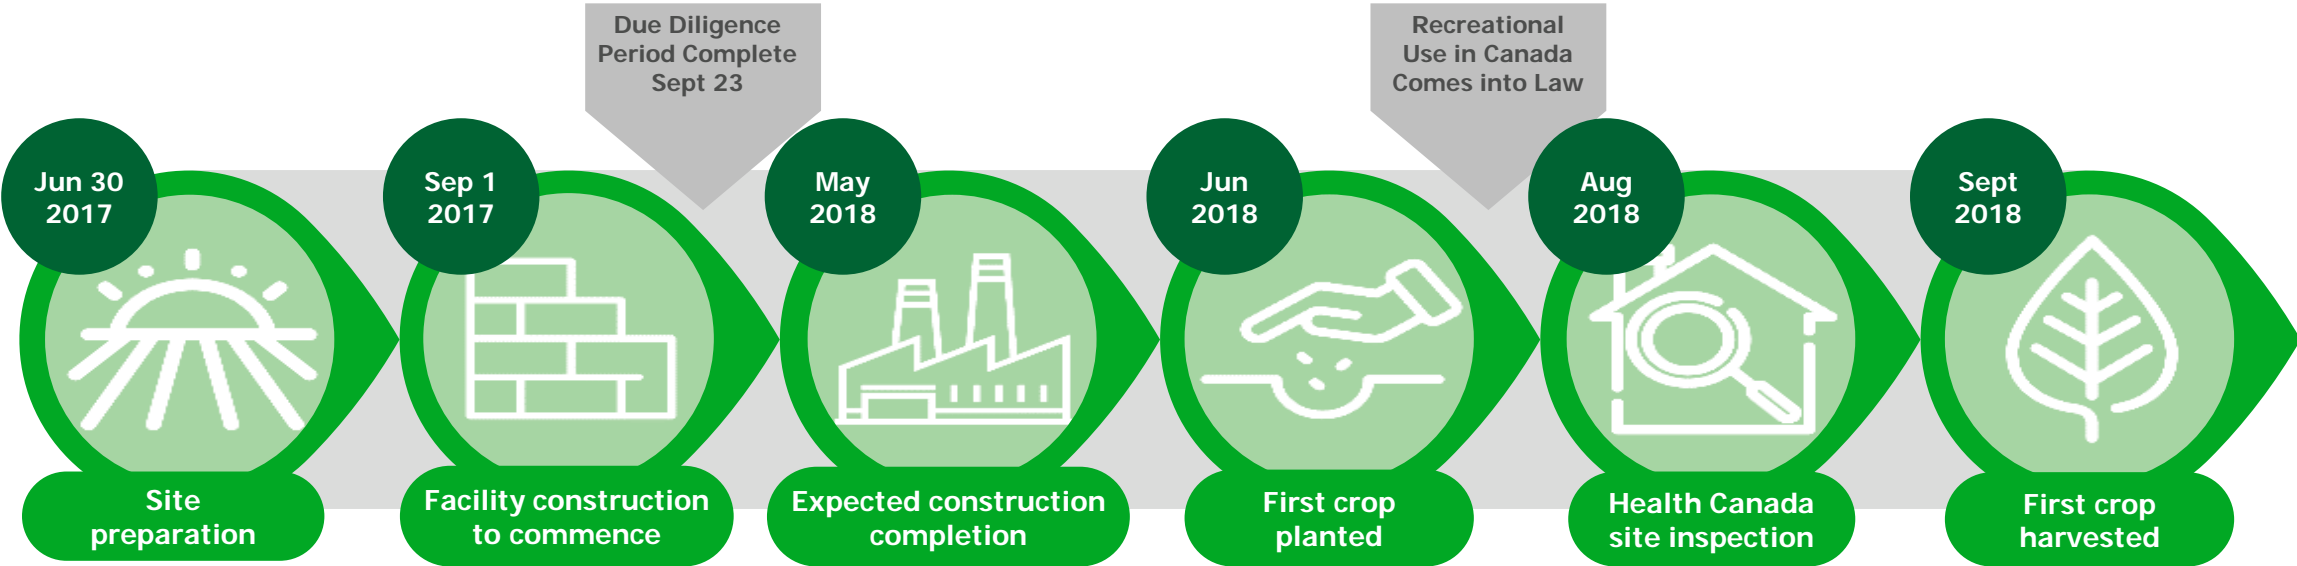 Due Diligence
Period Complete
Sept 23
Recreational
Use in Canada
Comes into Law
Jun 30
2017
Sep 1
2017
May
2018
Jun
2018
Aug
2018
Sept
2018
Site
preparation
Facility construction
to commence
Expected construction
completion
First crop
planted
Health Canada
site inspection
First crop
harvested